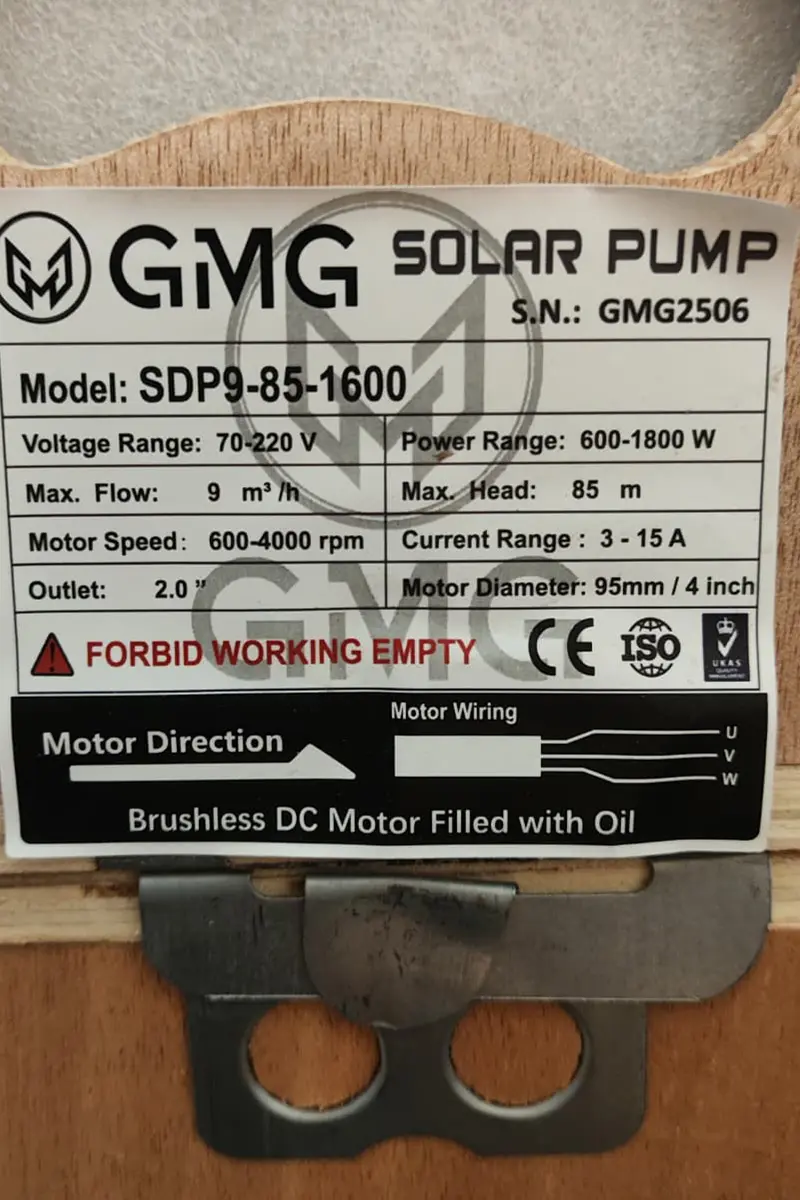 GMG SOLAR PUMP
S.N.: GMG2506
Model: SDP9-85-1600
Voltage Range: 70-220 V Power Range: 600-1800 W
Max. Flow: 9 m³/h Max. Head: 85 m
Motor Speed: 600-4000 rpm Current Range : 3 - 15 A
Outlet: 2.0 " Motor Diameter: 95mm / 4 inch
GMG
FORBID WORKING EMPTY CE ISO UKAS
Motor Wiring
Motor Direction
U
V
W
Brushless DC Motor Filled with Oil